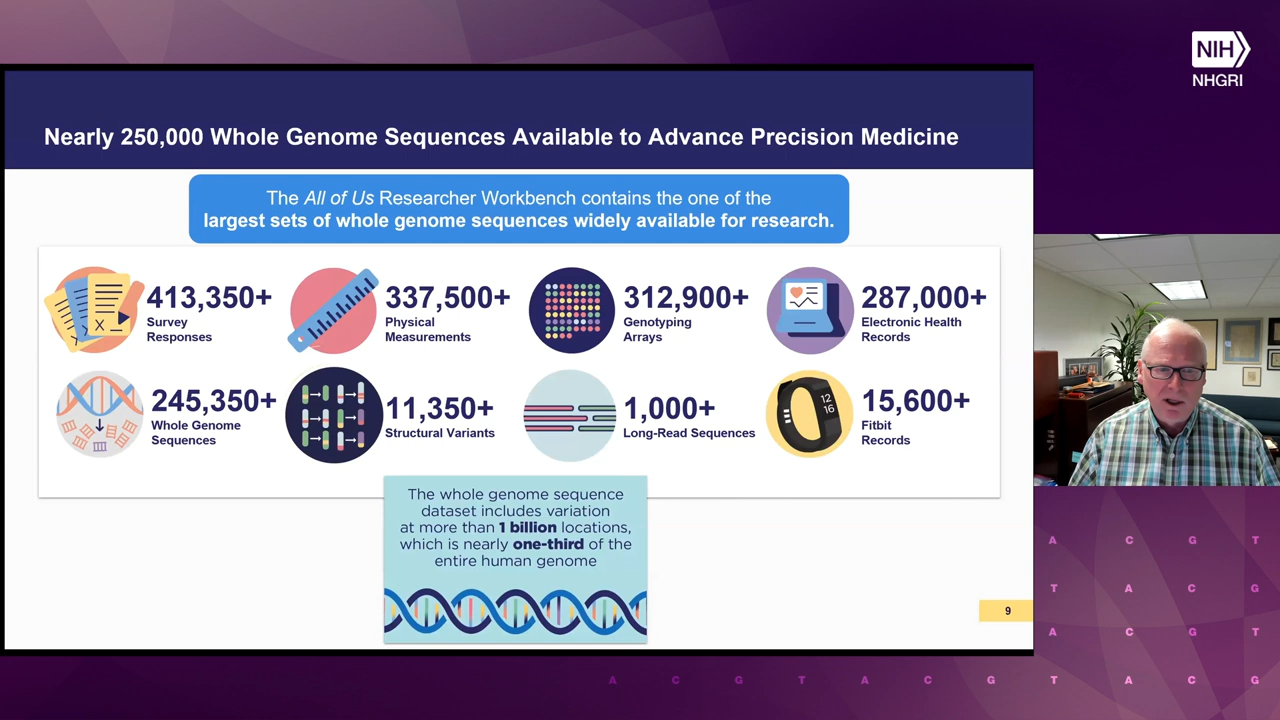 NIH
NHGRI
Nearly 250,000 Whole Genome Sequences Available to Advance Precision Medicine
The All of Us Researcher Workbench contains the one of the
largest sets of whole genome sequences widely available for research.
413,350+
Survey
Responses
337,500+
Physical
Measurements
312,900+
Genotyping
Arrays
287,000+
Electronic Health
Records
245,350+
Whole Genome
Sequences
11,350+
Structural Variants
1,000+
Long-Read Sequences
12
16
15,600+
Fitbit
Records
X
The whole genome sequence
dataset includes variation
at more than 1 billion locations,
which is nearly one-third of the
entire human genome
9
A C G T
T A C G
A C G T
A C G T A C G T A C G